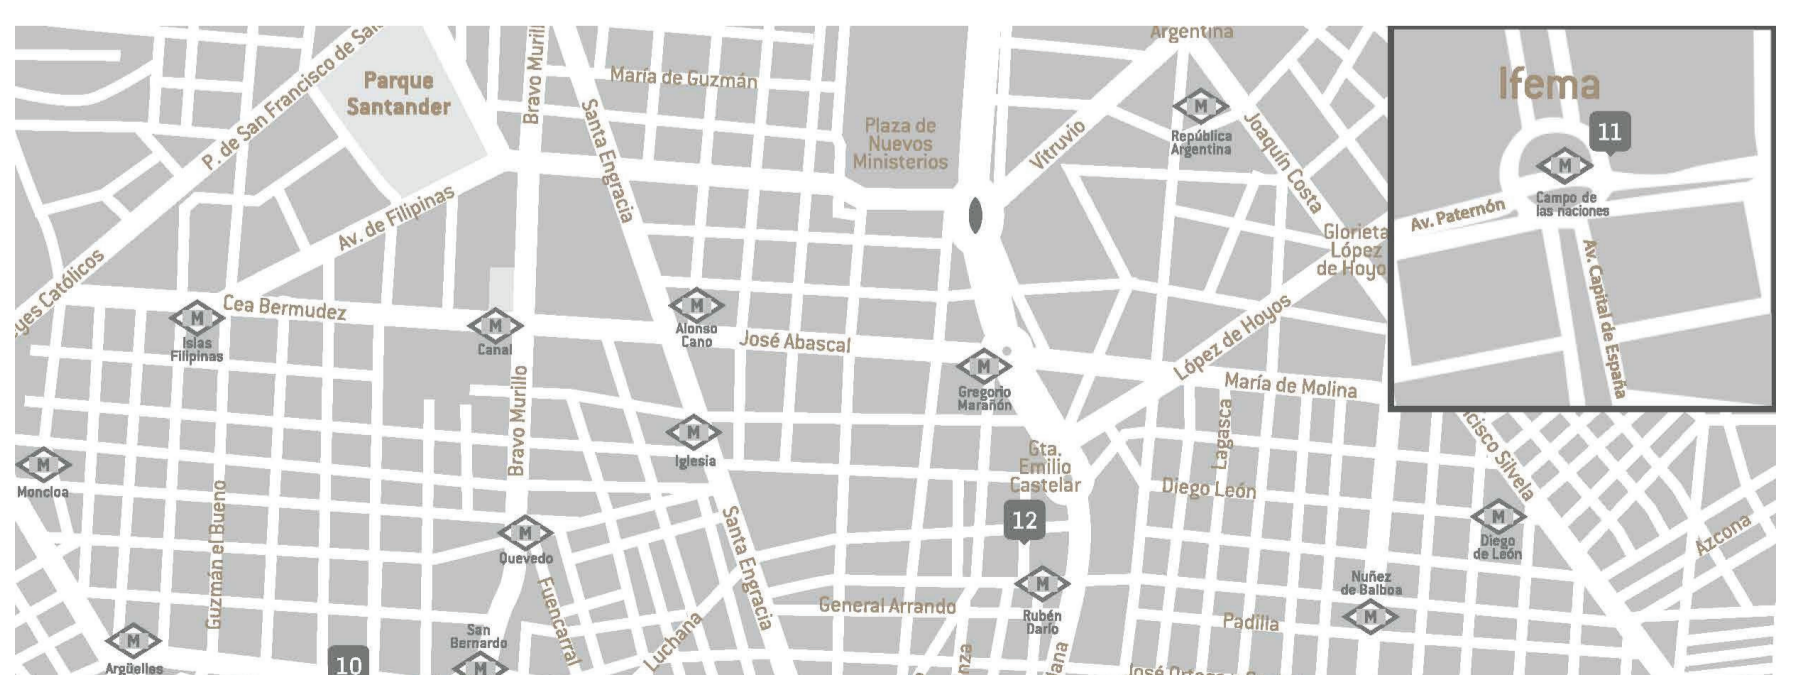 Argentina
P. de San Francisco de
Bravo Murill
María de Guzmán
Parque
Santander
Santa Engracia
Plaza de
Nuevos
Ministerios
Vitruvio
M
República
Argentina
Joaquín Costa
Ifema
11
M
Campo de
las naciones
Av. Paternón
Av. Capital de España
Av. de Filipinas
Glorieta
López
de Hoyo
yes Católicos
M
Islas
Filipinas
Cea Bermudez
M
Canal
M
Alonso
Cano
José Abascal
M
Gregorio
Marañón
López de Hoyos
María de Molina
Lagasca
Bravo Murillo
M
Iglesia
M
Moncloa
Gta.
Emilio
Castelar
Diego León
cisco Silvela
12
M
Diego
de León
Azcona
Guzmán el Bueno
M
Quevedo
Santa Engracia
Fuencarral
General Arrando
M
Rubén
Darío
Nuñez
de Balboa
M
Padilla
M
Argüelles
10
San
Bernardo
M
Luchana
nza
ana
José Ortega